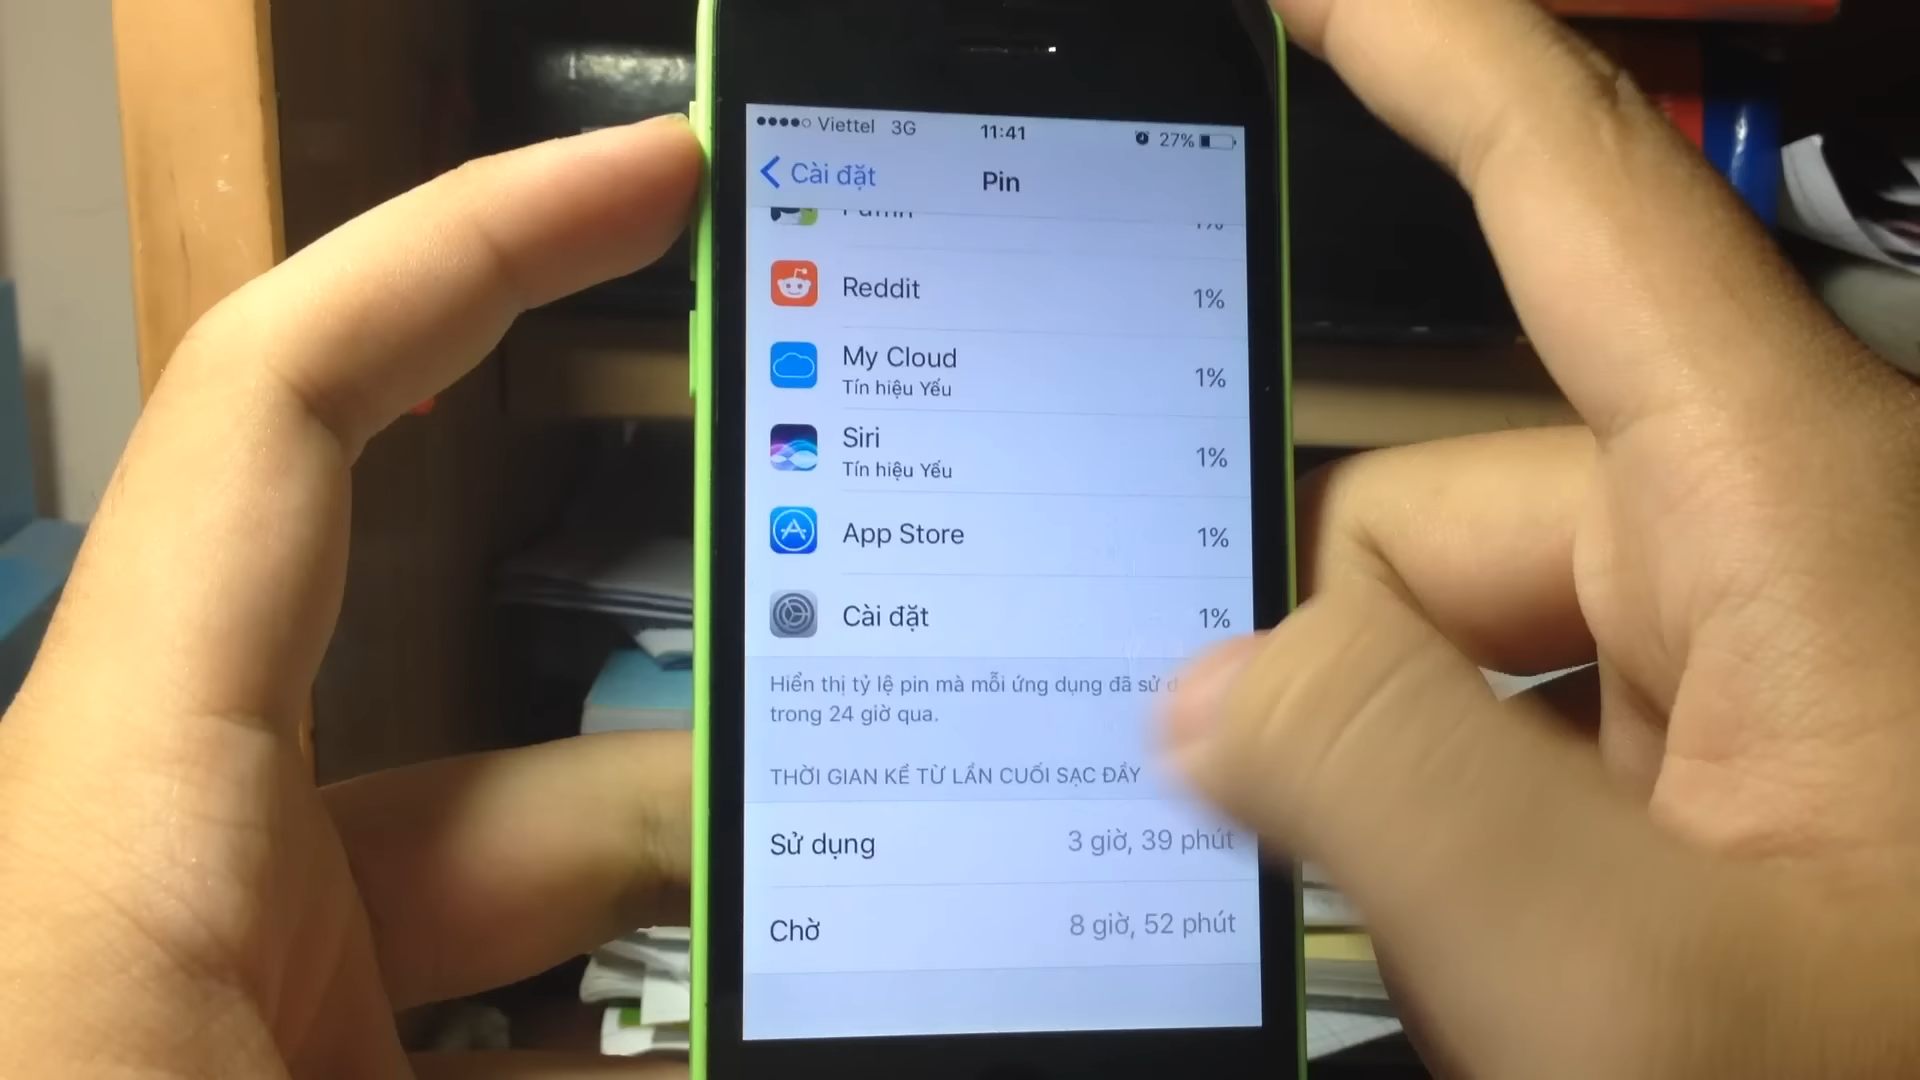 Viettel 3G 11:41 27%
Cài đặt Pin
Reddit 1%
My Cloud 1%
Tín hiệu Yếu
Siri 1%
Tín hiệu Yếu
App Store 1%
Cài đặt 1%
Hiển thị tỷ lệ pin mà mỗi ứng dụng đã sử
trong 24 giờ qua.
THỜI GIAN KỂ TỪ LẦN CUỐI SẠC ĐẦY
Sử dụng 3 giờ, 39 phút
Chờ 8 giờ, 52 phút